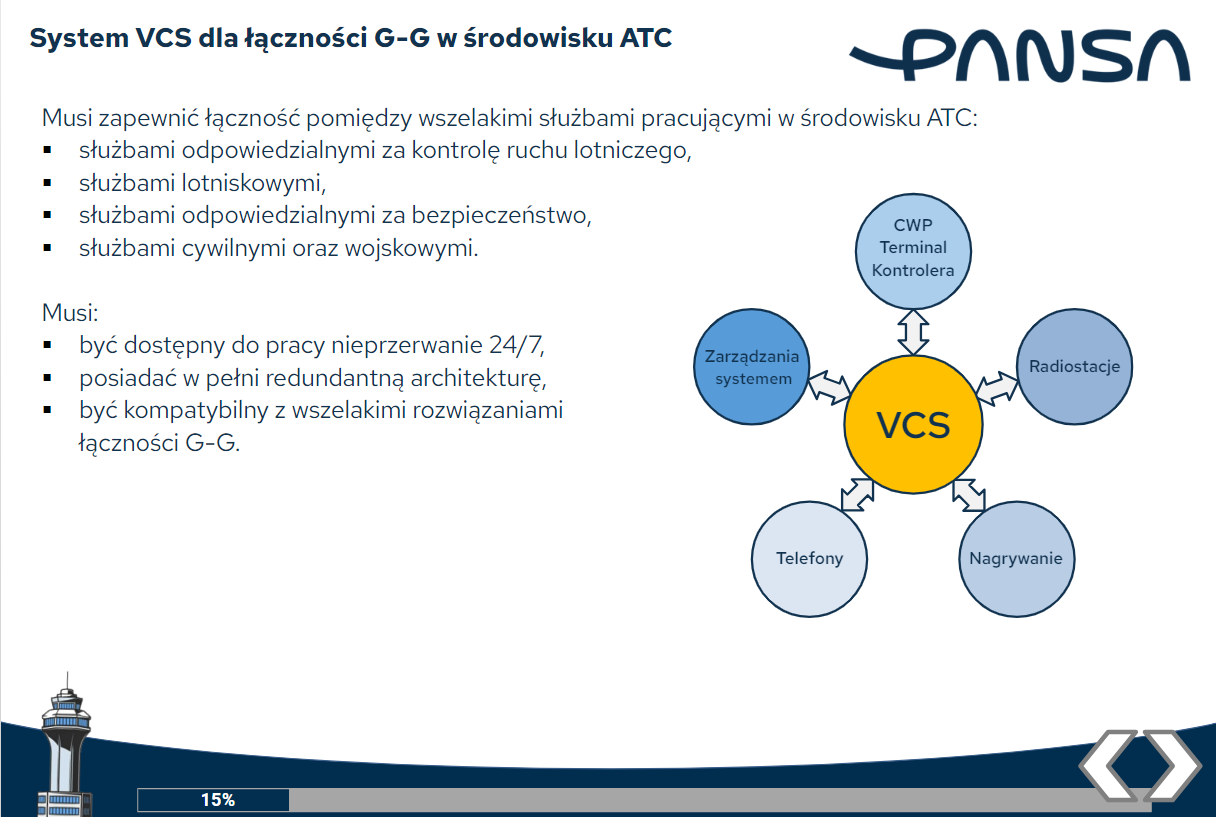 System VCS dla łączności G-G w środowisku ATC
PANSA
Musi zapewnić łączność pomiędzy wszelakimi służbami pracującymi w środowisku ATC:
▪ służbami odpowiedzialnymi za kontrolę ruchu lotniczego,
▪ służbami lotniskowymi,
▪ służbami odpowiedzialnymi za bezpieczeństwo,
▪ służbami cywilnymi oraz wojskowymi.
Musi:
▪ być dostępny do pracy nieprzerwanie 24/7,
▪ posiadać w pełni redundantną architekturę,
▪ być kompatybilny z wszelakimi rozwiązaniami
łączności G-G.
CWP
Terminal
Kontrolera
Zarządzania
systemem
Radiostacje
VCS
Telefony
Nagrywanie
15%